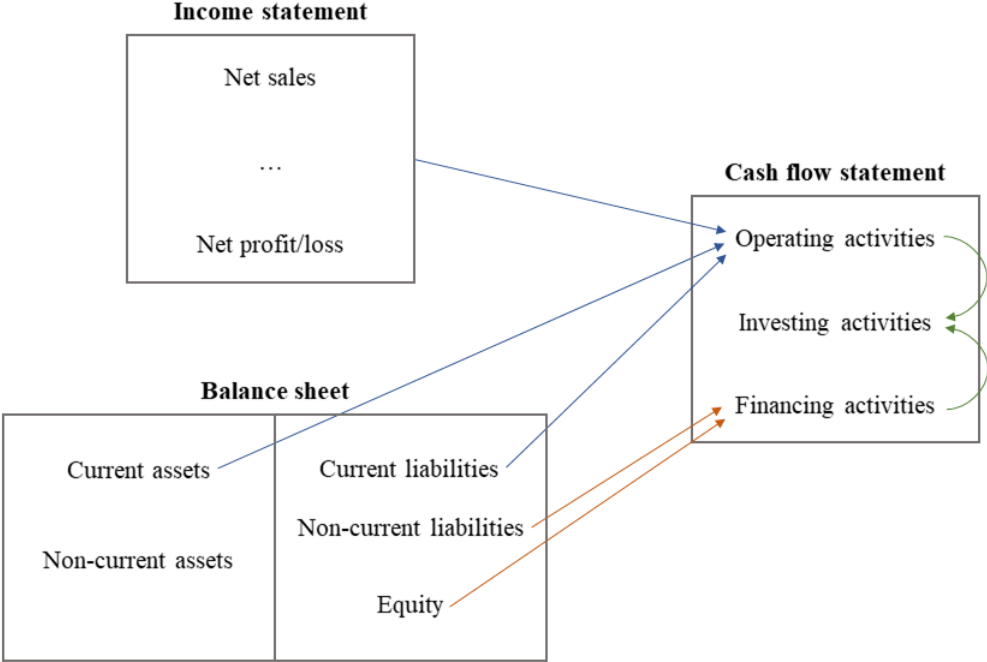 Income statement
Net sales
…
Net profit/loss
Cash flow statement
Operating activities
Investing activities
Financing activities
Balance sheet
Current assets
Non-current assets
Current liabilities
Non-current liabilities
Equity